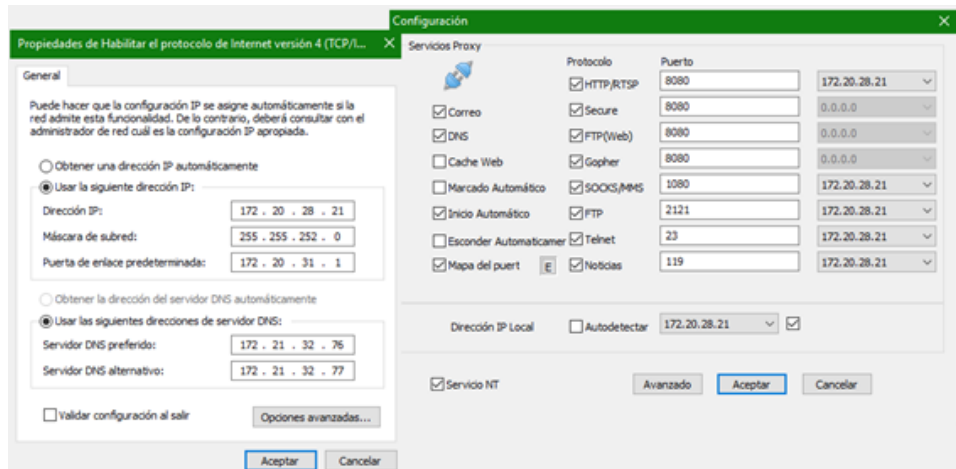 Propiedades de Habilitar el protocolo de Internet versión 4 (TCP/I...
General
Puede hacer que la configuración IP se asigne automáticamente si la
red admite esta funcionalidad. De lo contrario, deberá consultar con el
administrador de red cuál es la configuración IP apropiada.
Obtener una dirección IP automáticamente
Usar la siguiente dirección IP:
Dirección IP: 172 . 20 . 28 . 21
Máscara de subred: 255 . 255 . 252 . 0
Puerta de enlace predeterminada: 172 . 20 . 31 . 1
Obtener la dirección del servidor DNS automáticamente
Usar las siguientes direcciones de servidor DNS:
Servidor DNS preferido: 172 . 21 . 32 . 76
Servidor DNS alternativo: 172 . 21 . 32 . 77
Validar configuración al salir Opciones avanzadas...
Aceptar Cancelar
Configuración
Servicios Proxy
Protocolo Puerto
HTTP/RTSP 8080 172.20.28.21
Correo Secure 8080 0.0.0.0
DNS FTP(Web) 8080 0.0.0.0
Cache Web Gopher 8080 0.0.0.0
Marcado Automático SOCKS/MMS 1080 172.20.28.21
Inicio Automático FTP 2121 172.20.28.21
Esconder Automaticamer Telnet 23 172.20.28.21
Mapa del puert E Noticias 119 172.20.28.21
Dirección IP Local Autodetectar 172.20.28.21
Servicio NT Avanzado Aceptar Cancelar